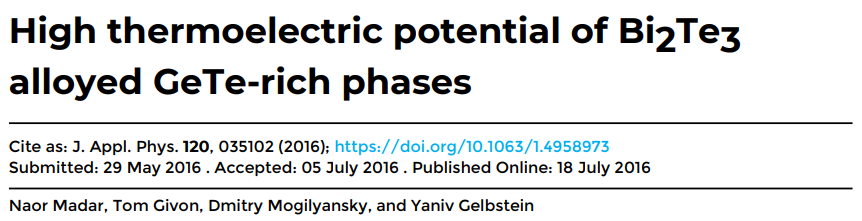 High thermoelectric potential of Bi2Te3
alloyed GeTe-rich phases
Cite as: J. Appl. Phys. 120, 035102 (2016); https://doi.org/10.1063/1.4958973
Submitted: 29 May 2016 . Accepted: 05 July 2016 . Published Online: 18 July 2016
Naor Madar, Tom Givon, Dmitry Mogilyansky, and Yaniv Gelbstein